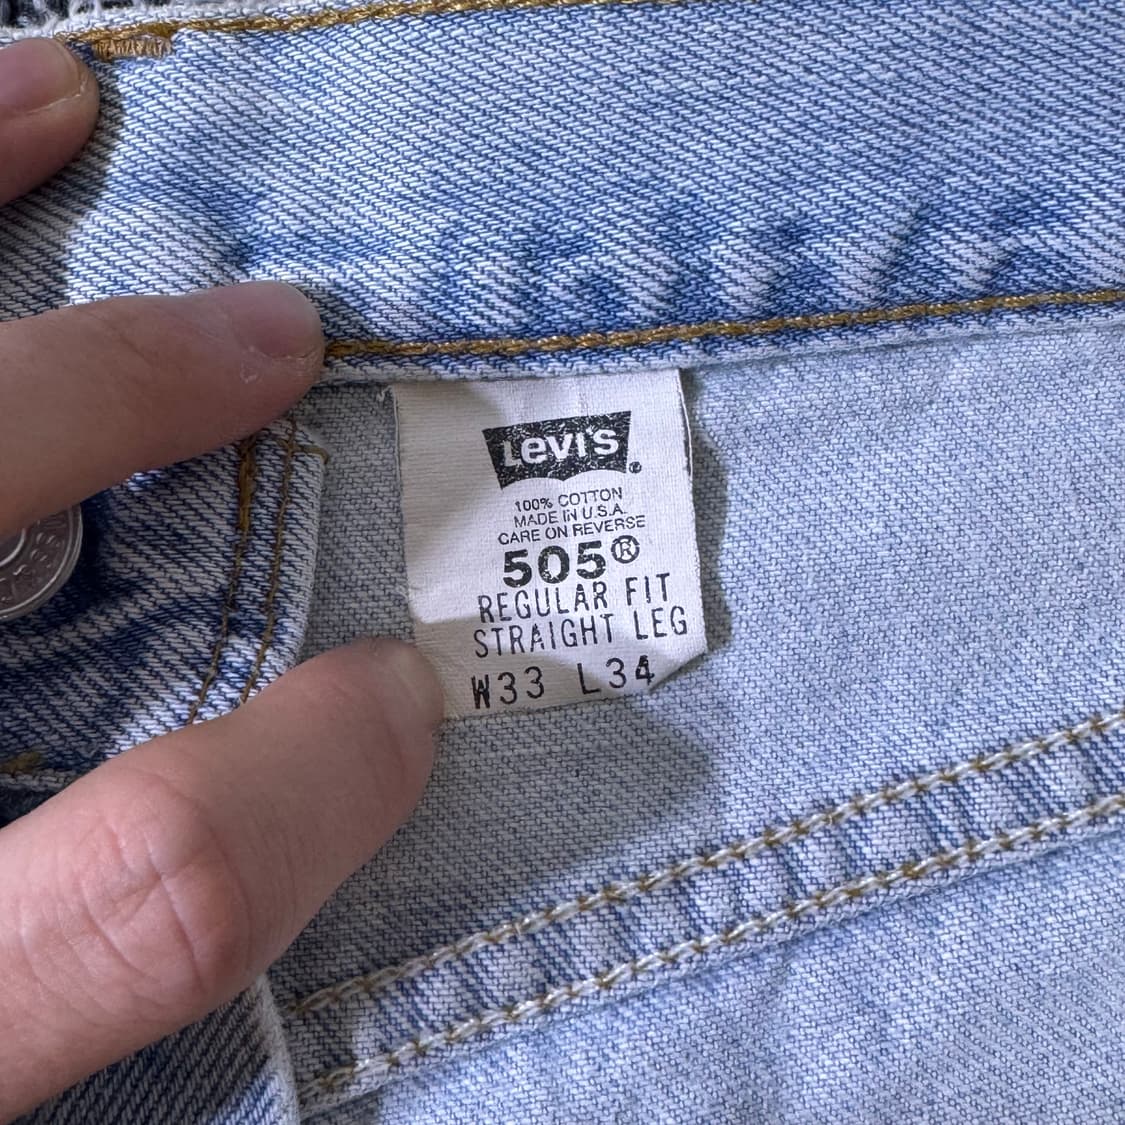 Levi's®
100% COTTON
MADE IN U.S.A.
CARE ON REVERSE
505®
REGULAR FIT
STRAIGHT LEG
W33 L34